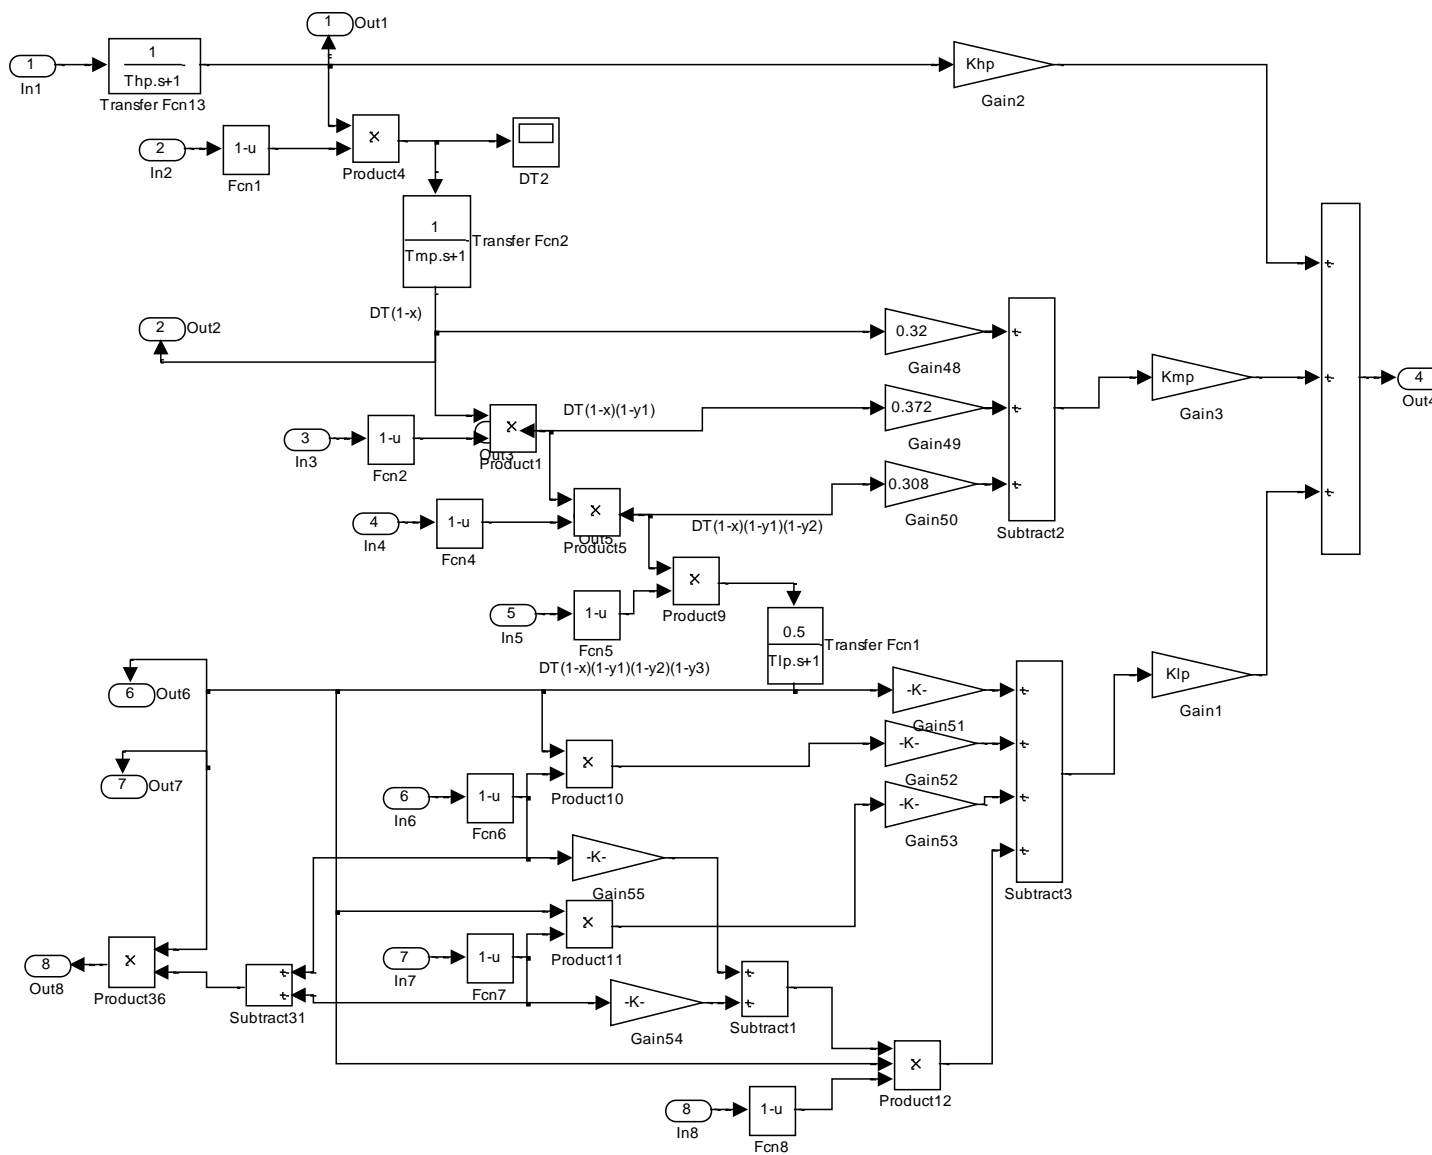 1
Out1
1
In1
1
Thp.s+1
Transfer Fcn13
Khp
Gain2
2
In2
1-u
Fcn1
x
Product4
DT2
1
Tmp.s+1
Transfer Fcn2
DT(1-x)
2
Out2
0.32
Gain48
+
+
+
Subtract2
DT(1-x)(1-y1)
0.372
Gain49
3
In3
1-u
Fcn2
x
Out3
Product1
0.308
Gain50
DT(1-x)(1-y1)(1-y2)
4
In4
1-u
Fcn4
x
Out5
Product5
Kmp
Gain3
+
+
+
4
Out4
5
In5
1-u
Fcn5
x
Product9
0.5
Tlp.s+1
Transfer Fcn1
DT(1-x)(1-y1)(1-y2)(1-y3)
6
Out6
7
Out7
-K-
Gain51
-K-
Gain52
-K-
Gain53
+
+
+
+
Subtract3
Klp
Gain1
6
In6
1-u
Fcn6
x
Product10
-K-
Gain55
7
In7
1-u
Fcn7
x
Product11
-K-
Gain54
+
+
Subtract1
8
Out8
x
Product36
+
+
Subtract31
x
Product12
8
In8
1-u
Fcn8